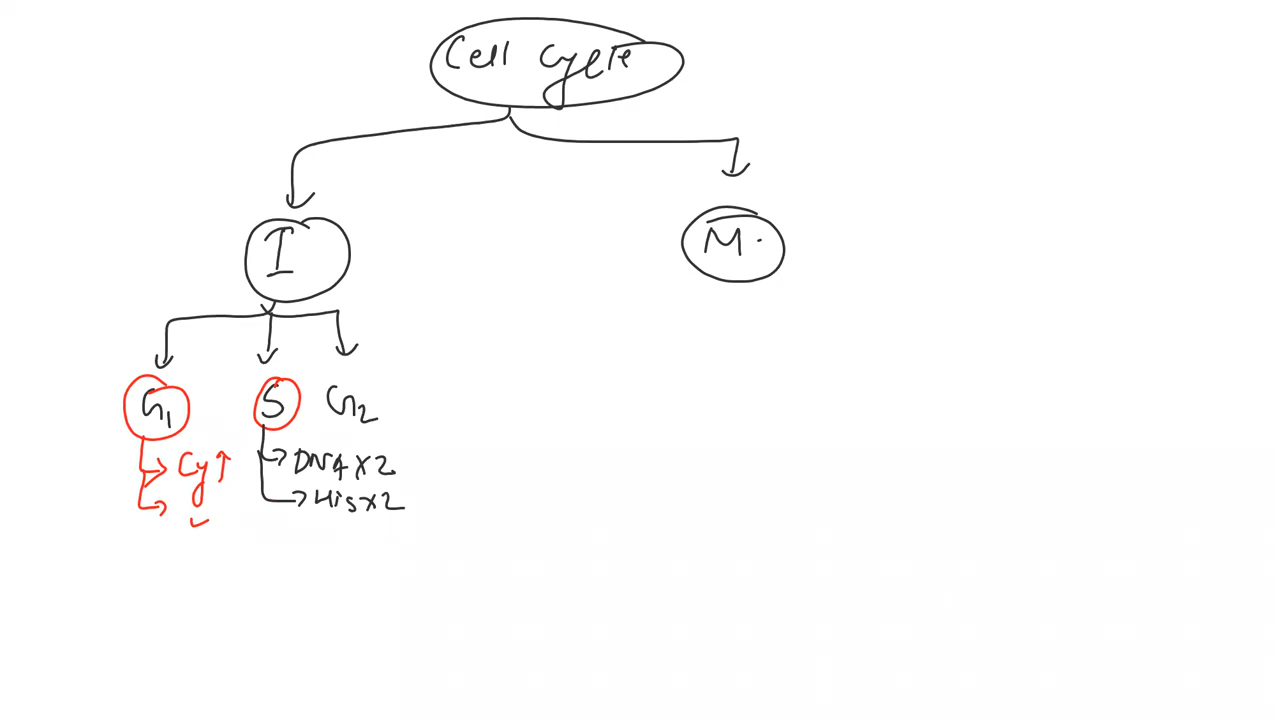 Cell Cycle
I
M
G1
S
G2
Cy↑
DNA X2
His x2